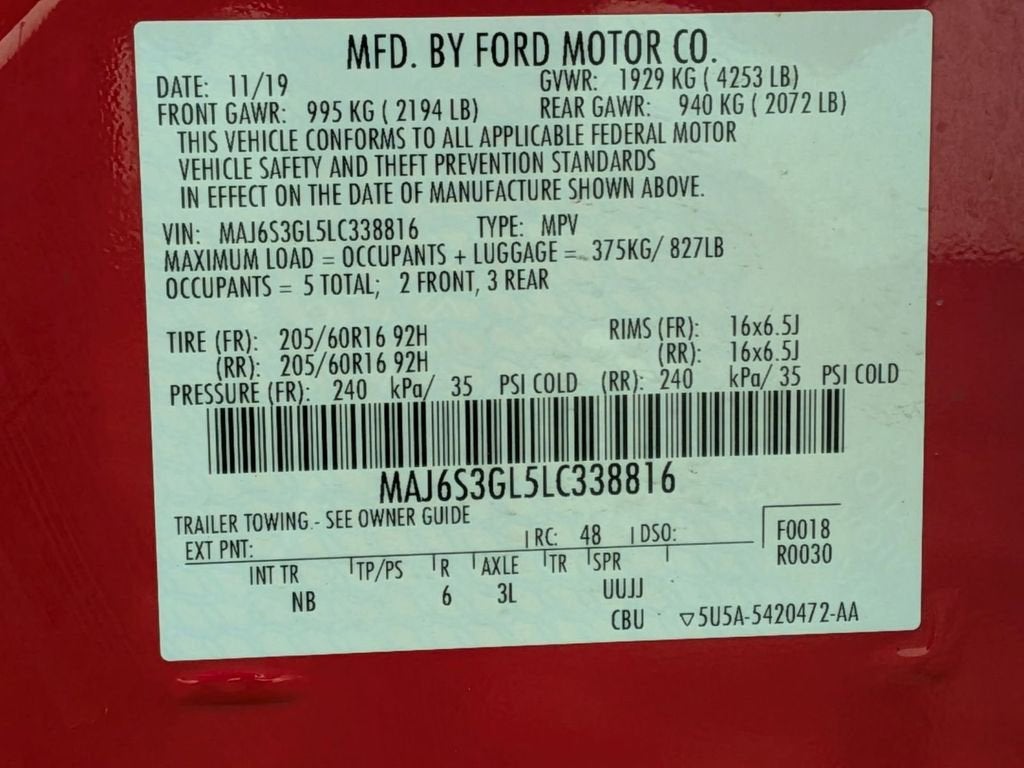 MFD. BY FORD MOTOR CO.
DATE: 11/19 GVWR: 1929 KG ( 4253 LB)
FRONT GAWR: 995 KG ( 2194 LB) REAR GAWR: 940 KG ( 2072 LB)
THIS VEHICLE CONFORMS TO ALL APPLICABLE FEDERAL MOTOR
VEHICLE SAFETY AND THEFT PREVENTION STANDARDS
IN EFFECT ON THE DATE OF MANUFACTURE SHOWN ABOVE.
VIN: MAJ6S3GL5LC338816 TYPE: MPV
MAXIMUM LOAD = OCCUPANTS + LUGGAGE = 375KG/ 827LB
OCCUPANTS = 5 TOTAL; 2 FRONT, 3 REAR
TIRE (FR): 205/60R16 92H RIMS (FR): 16x6.5J
(RR): 205/60R16 92H (RR): 16x6.5J
PRESSURE (FR): 240 kPa/ 35 PSI COLD (RR): 240 kPa/ 35 PSI COLD
MAJ6S3GL5LC338816
TRAILER TOWING - SEE OWNER GUIDE
EXT PNT: RC: 48 DSO: F0018
R0030
INT TR TP/PS R AXLE TR SPR
NB 6 3L UUJJ
CBU ▽5U5A-5420472-AA